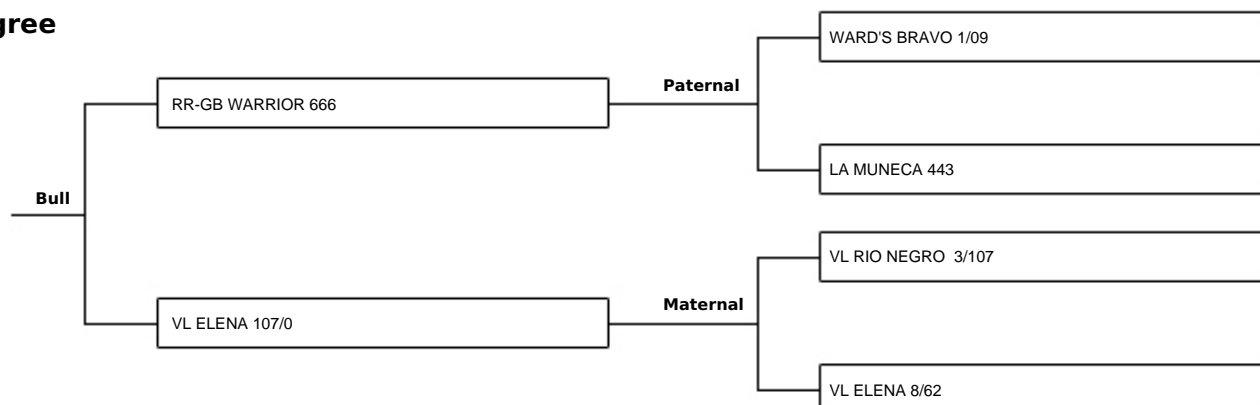 gree
WARD'S BRAVO 1/09
RR-GB WARRIOR 666
Paternal
LA MUNECA 443
Bull
VL RIO NEGRO  3/107
VL ELENA 107/0
Maternal
VL ELENA 8/62